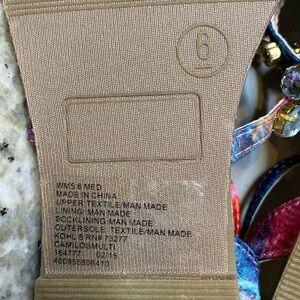 6
WMS 6 MED
MADE IN CHINA
UPPER:TEXTILE/MAN MADE
LINING:MAN MADE
SOCKLINING:MAN MADE
OUTERSOLE: TEXTILE/MAN MADE
KOHL'S RN# 73277
CAMILOSMULTI
164777 02/15
400955806410